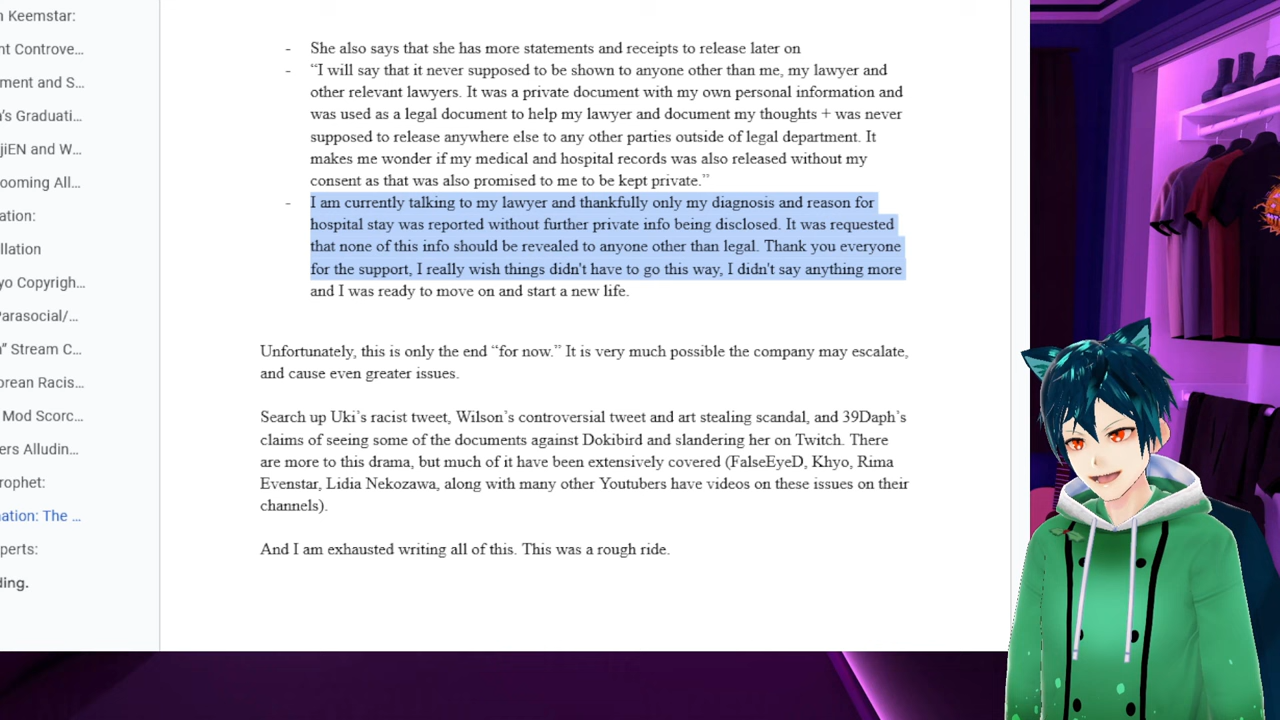 n Keemstar:
nt Controve...
ment and S...
a's Graduati...
jiEN and W...
ooming All...
ation:
llation
yo Copyrigh...
Parasocial/...
n" Stream C...
orean Racis...
Mod Scorc...
ers Alludin...
rophet:
nation: The ...
perts:
ding.
- She also says that she has more statements and receipts to release later on
- “I will say that it never supposed to be shown to anyone other than me, my lawyer and
other relevant lawyers. It was a private document with my own personal information and
was used as a legal document to help my lawyer and document my thoughts + was never
supposed to release anywhere else to any other parties outside of legal department. It
makes me wonder if my medical and hospital records was also released without my
consent as that was also promised to me to be kept private.”
- I am currently talking to my lawyer and thankfully only my diagnosis and reason for
hospital stay was reported without further private info being disclosed. It was requested
that none of this info should be revealed to anyone other than legal. Thank you everyone
for the support, I really wish things didn't have to go this way, I didn't say anything more
and I was ready to move on and start a new life.
Unfortunately, this is only the end “for now.” It is very much possible the company may escalate,
and cause even greater issues.
Search up Uki’s racist tweet, Wilson’s controversial tweet and art stealing scandal, and 39Daph’s
claims of seeing some of the documents against Dokibird and slandering her on Twitch. There
are more to this drama, but much of it have been extensively covered (FalseEyeD, Khyo, Rima
Evenstar, Lidia Nekozawa, along with many other Youtubers have videos on these issues on their
channels).
And I am exhausted writing all of this. This was a rough ride.